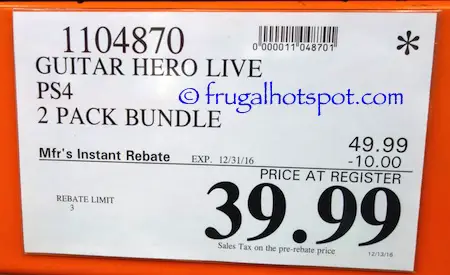 1104870
0000011048701
*
GUITAR HERO LIVE
PS4
© frugalhotspot.com
2 PACK BUNDLE
49.99
Mfr's Instant Rebate EXP. 12/31/16 -10.00
PRICE AT REGISTER
REBATE LIMIT
3
39.99
Sales Tax on the pre-rebate price
12/13/16